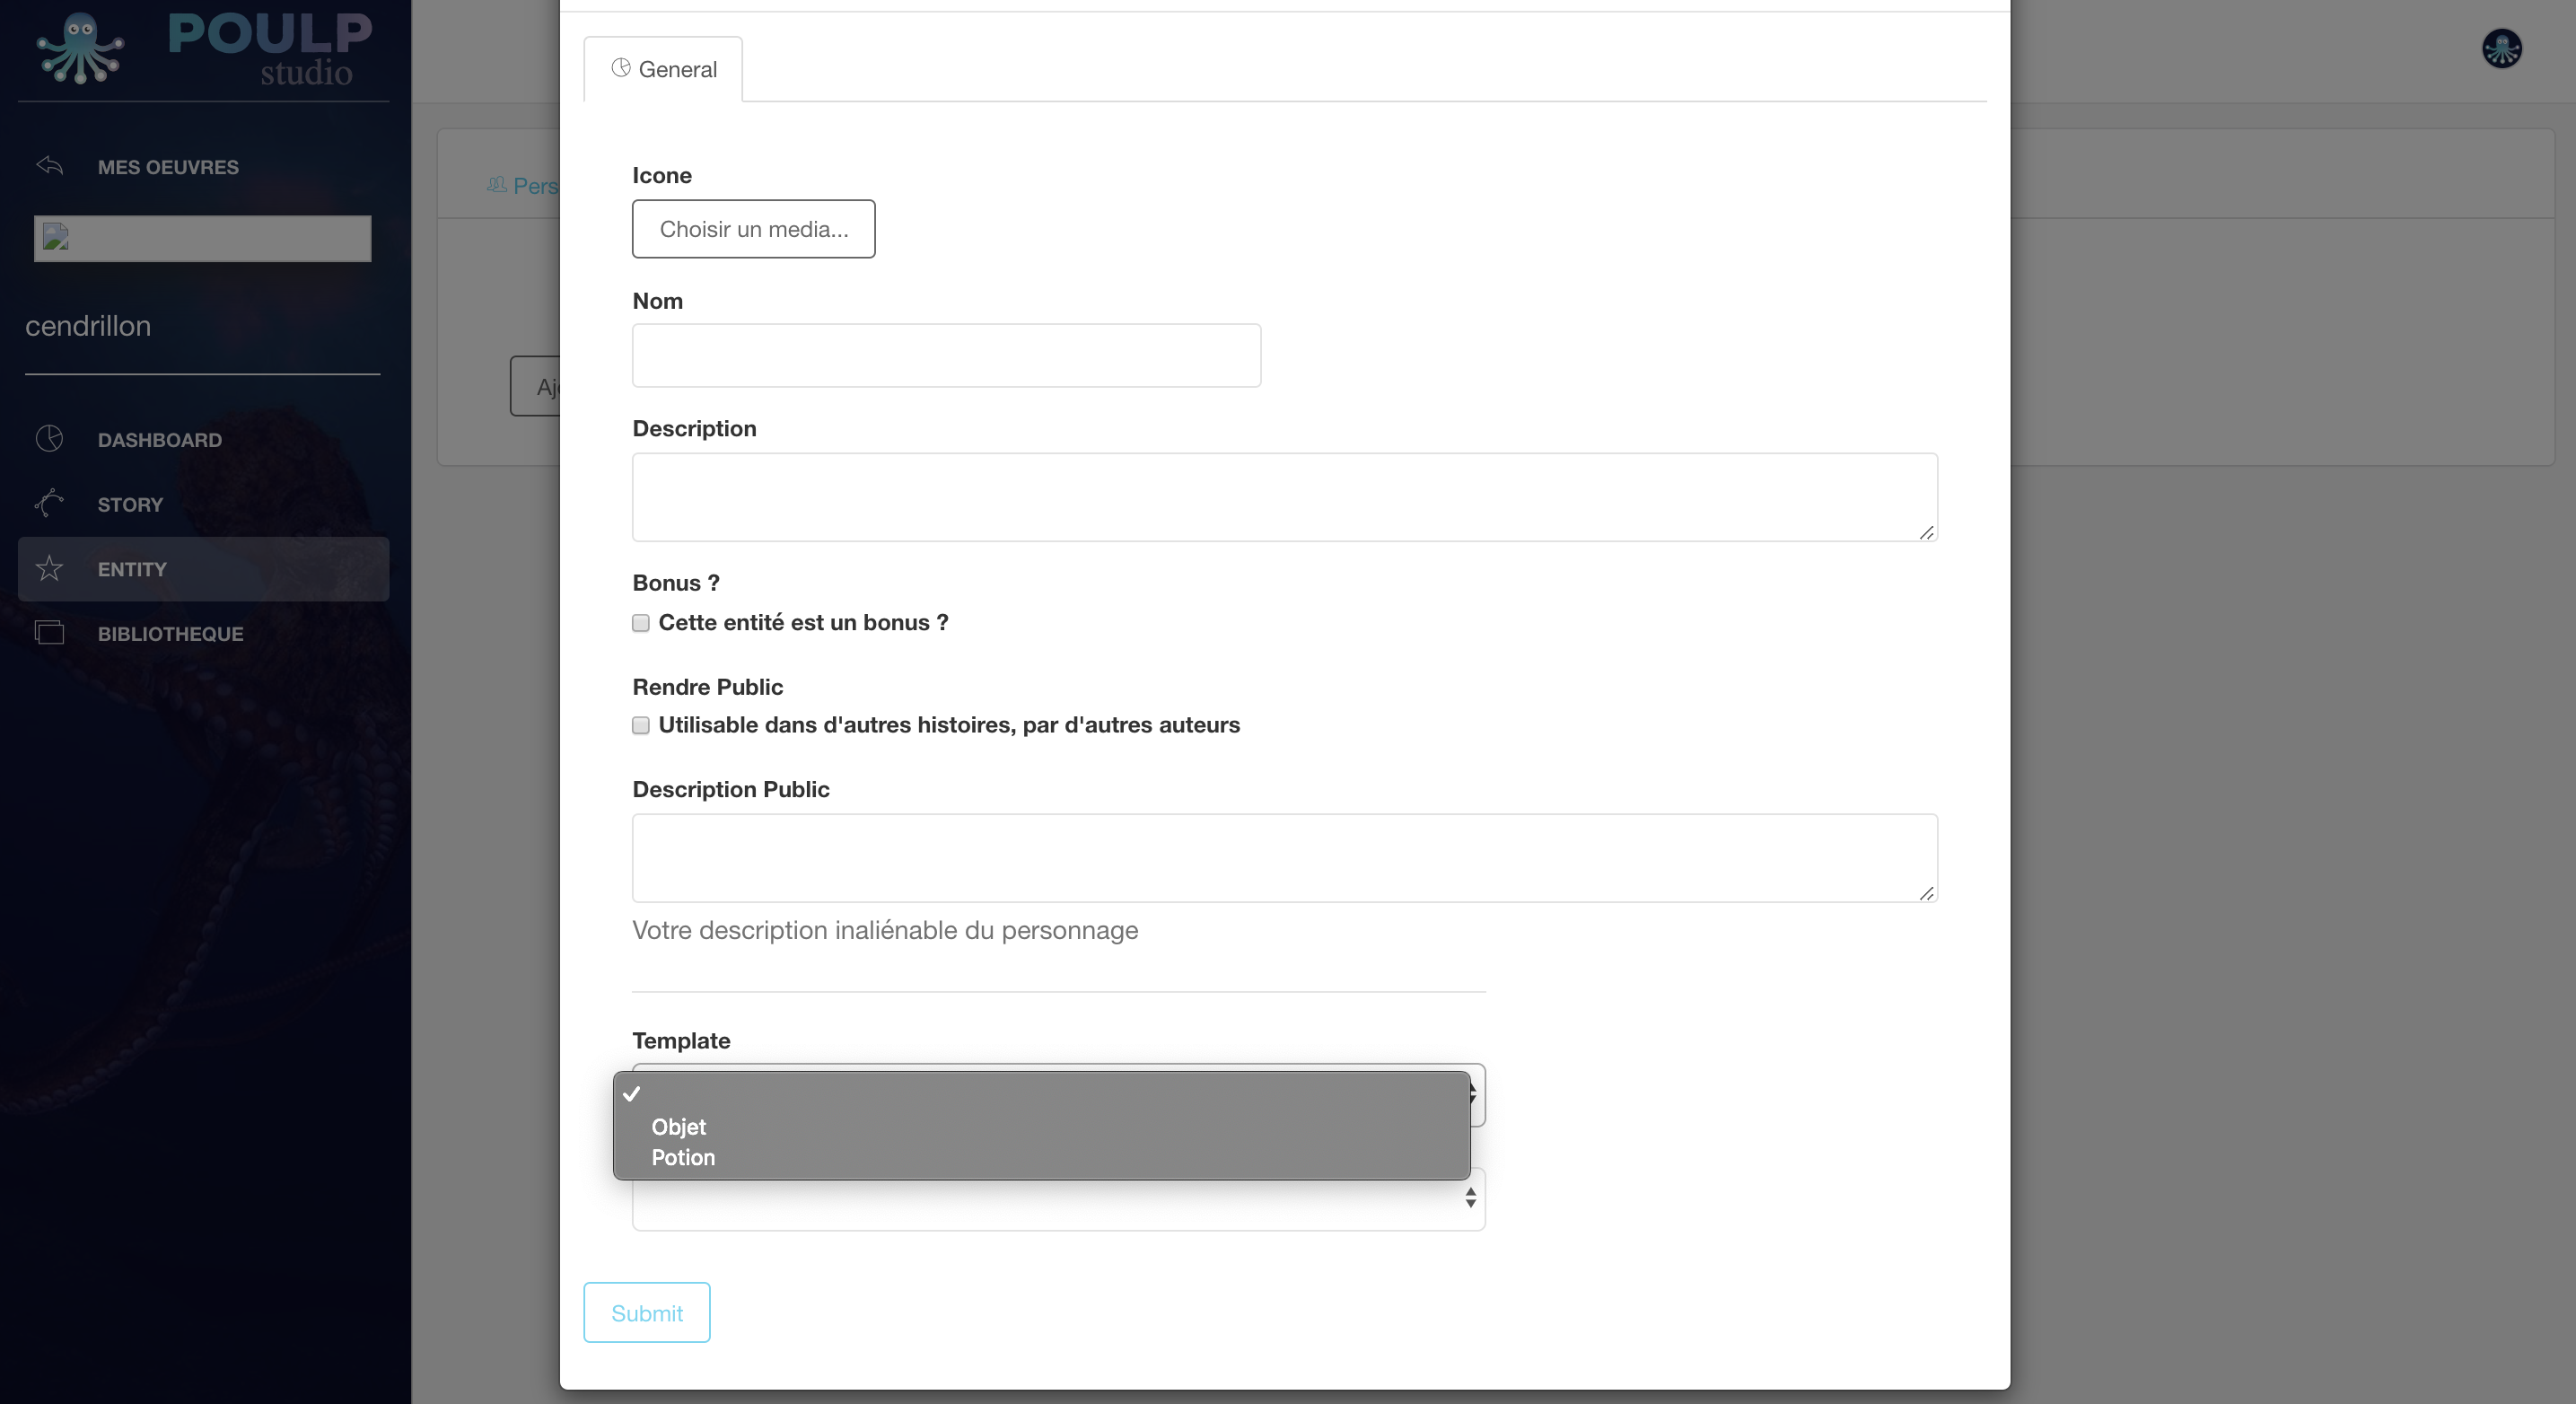 POULP
studio
MES OEUVRES
cendrillon
DASHBOARD
STORY
ENTITY
BIBLIOTHEQUE
Pers
General
Icone
Choisir un media...
Nom
Description
Bonus ?
Cette entité est un bonus ?
Rendre Public
Utilisable dans d'autres histoires, par d'autres auteurs
Description Public
Votre description inaliénable du personnage
Template
Objet
Potion
Submit